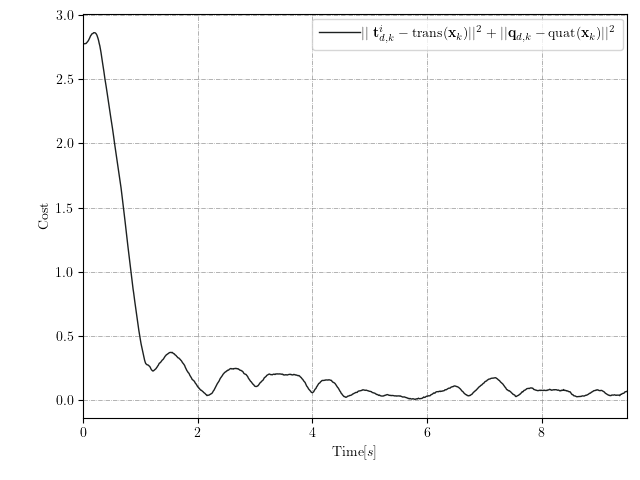 || t^i_{d,k} − trans(x_k)||^2 + ||q_{d,k} − quat(x_k)||^2
3.0
2.5
2.0
1.5
1.0
0.5
0.0
Cost
0 2 4 6 8
Time[s]